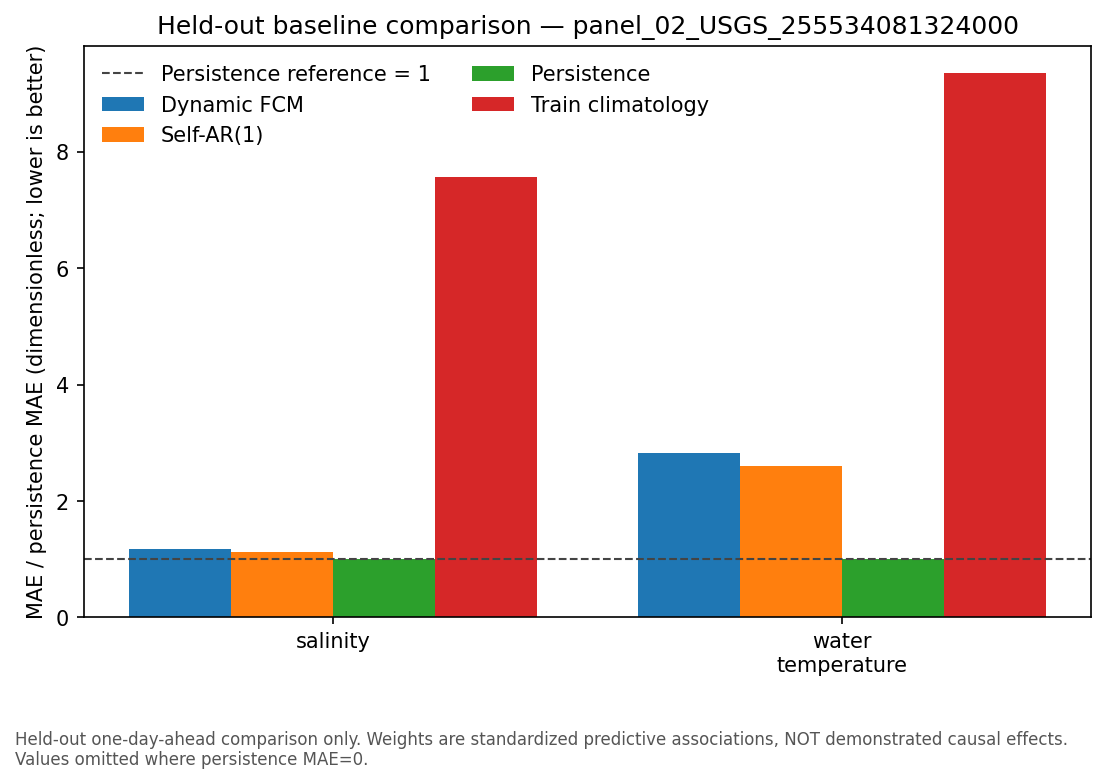 Held-out baseline comparison — panel_02_USGS_255534081324000
MAE / persistence MAE (dimensionless; lower is better)
Persistence reference = 1
Dynamic FCM
Self-AR(1)
Persistence
Train climatology
8
6
4
2
0
salinity
water
temperature
Held-out one-day-ahead comparison only. Weights are standardized predictive associations, NOT demonstrated causal effects.
Values omitted where persistence MAE=0.